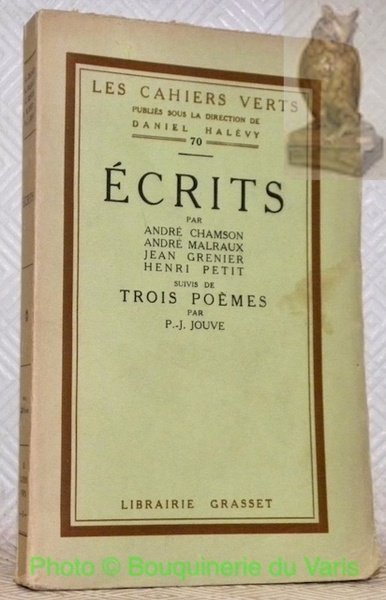 LES CAHIERS VERTS
PUBLIÉS SOUS LA DIRECTION DE
DANIEL HALÉVY
70
ÉCRITS
PAR
ANDRÉ CHAMSON
ANDRÉ MALRAUX
JEAN GRENIER
HENRI PETIT
SUIVIS DE
TROIS POÈMES
PAR
P.-J. JOUVE
LIBRAIRIE GRASSET
Photo © Bouquinerie du Varis